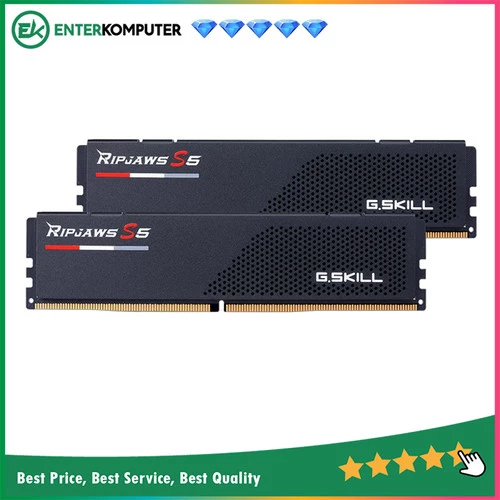 EK ENTERKOMPUTER
RIPJAWS S5
G.SKILL
RIPJAWS S5
G.SKILL
Best Price, Best Service, Best Quality